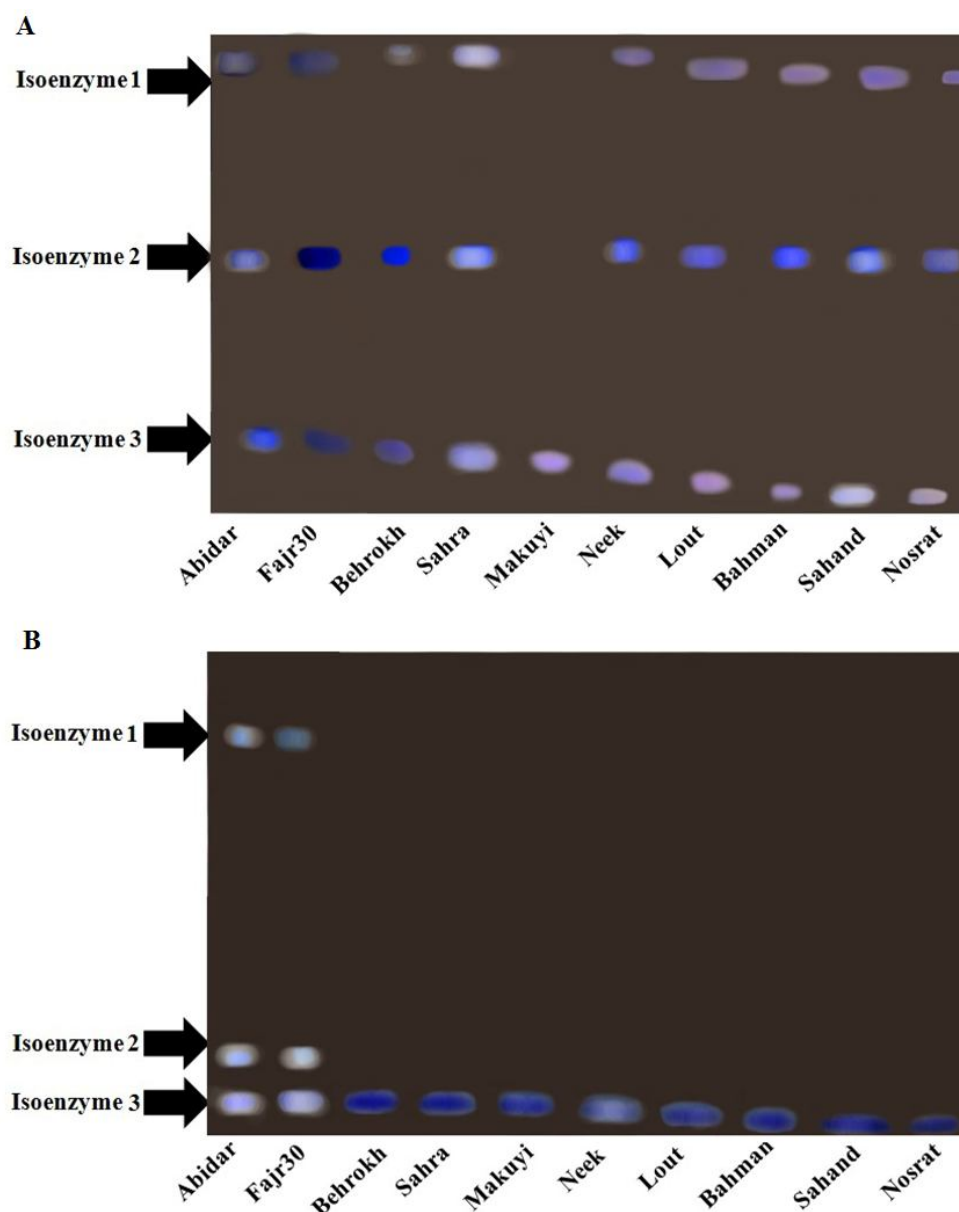 A
Isoenzyme 1
Isoenzyme 2
Isoenzyme 3
Abidar
Fajr30
Behrokh
Sahra
Makuyi
Neek
Lout
Bahman
Sahand
Nosrat
B
Isoenzyme 1
Isoenzyme 2
Isoenzyme 3
Abidar
Fajr30
Behrokh
Sahra
Makuyi
Neek
Lout
Bahman
Sahand
Nosrat